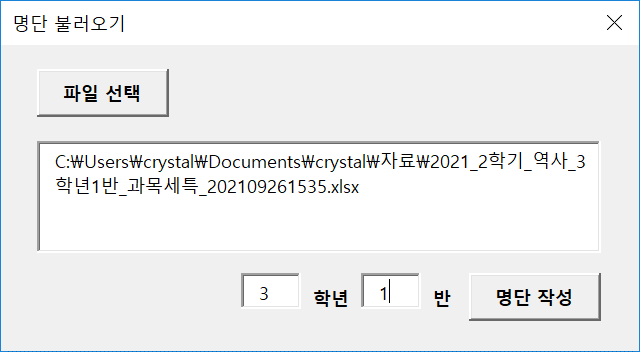 명단 불러오기
파일 선택
C:₩Users₩crystal₩Documents₩crystal₩자료₩2021_2학기_역사_3
학년1반_과목세특_202109261535.xlsx
3 학년 1 반 명단 작성